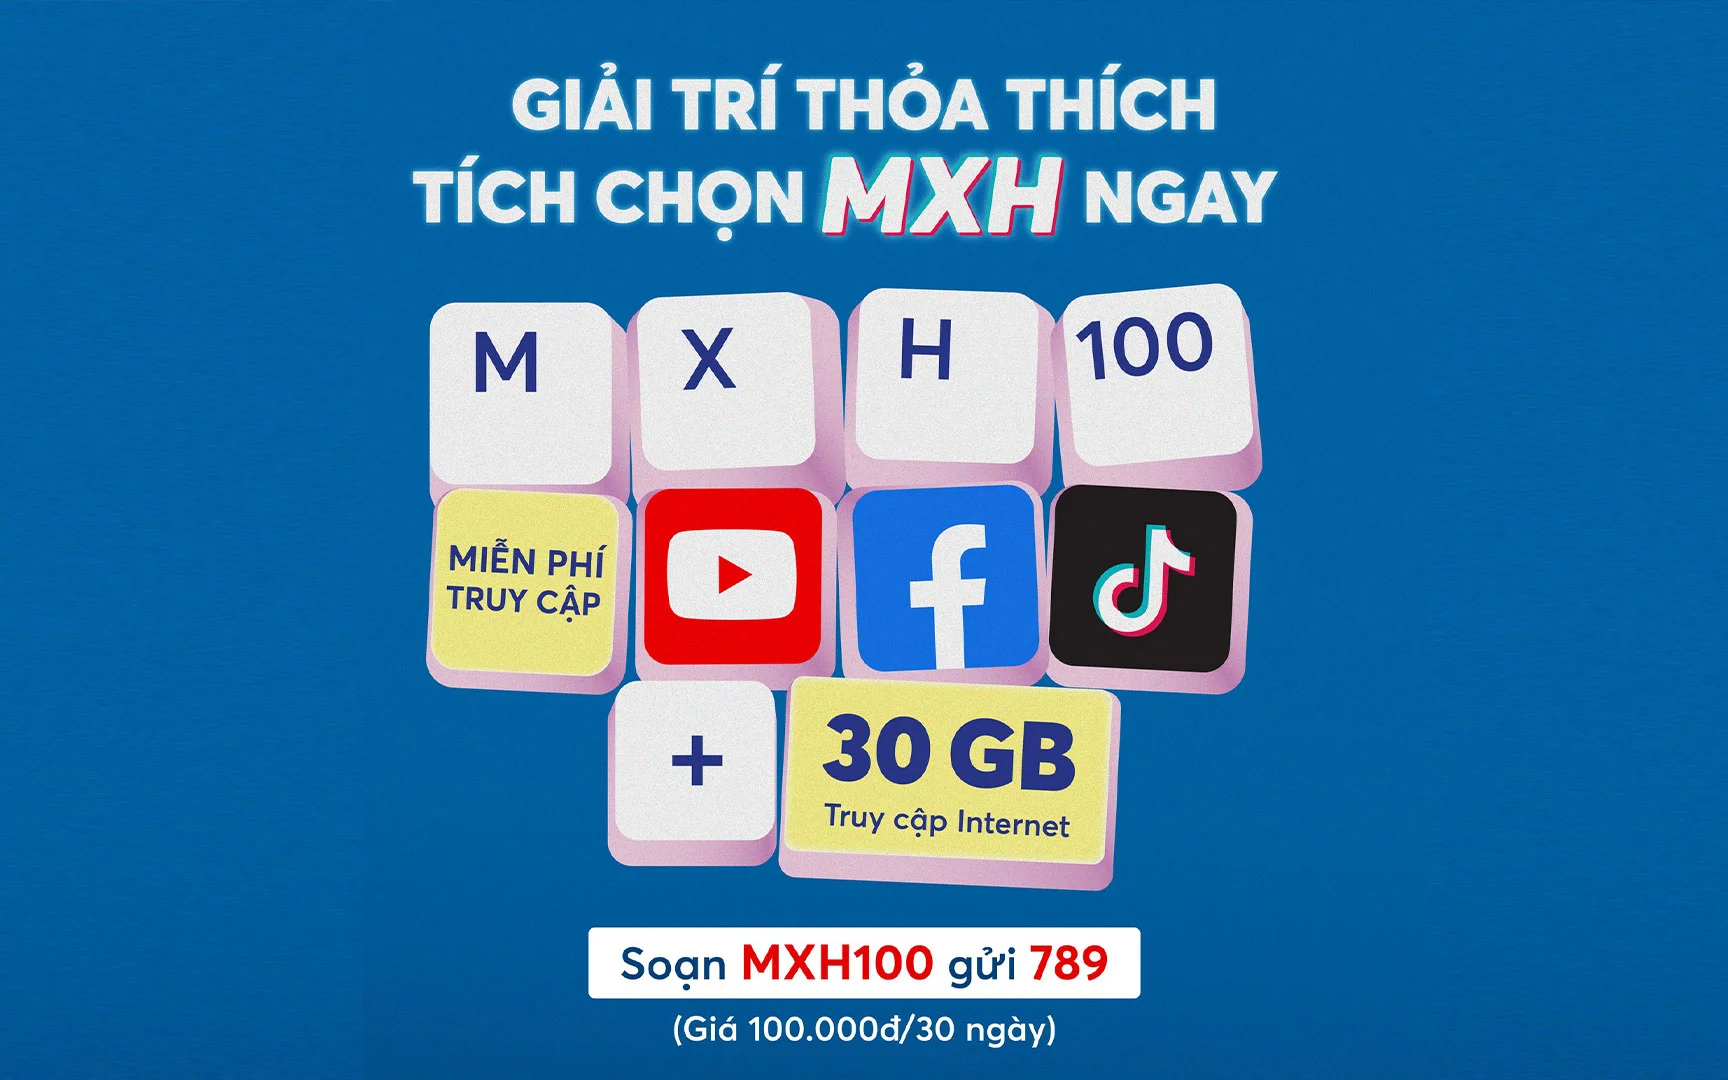 GIẢI TRÍ THỎA THÍCH
TÍCH CHỌN MXH NGAY
M X H 100
MIỄN PHÍ
TRUY CẬP
+
30 GB
Truy cập Internet
Soạn MXH100 gửi 789
(Giá 100.000đ/30 ngày)